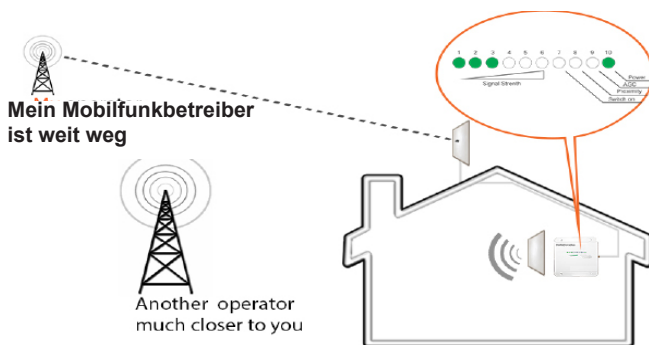 1 2 3 4 5 6 7 8 9 10
Signal Strength
Power
AGC
Proximity
Switch on
Mein Mobilfunkbetreiber
ist weit weg
Another operator
much closer to you